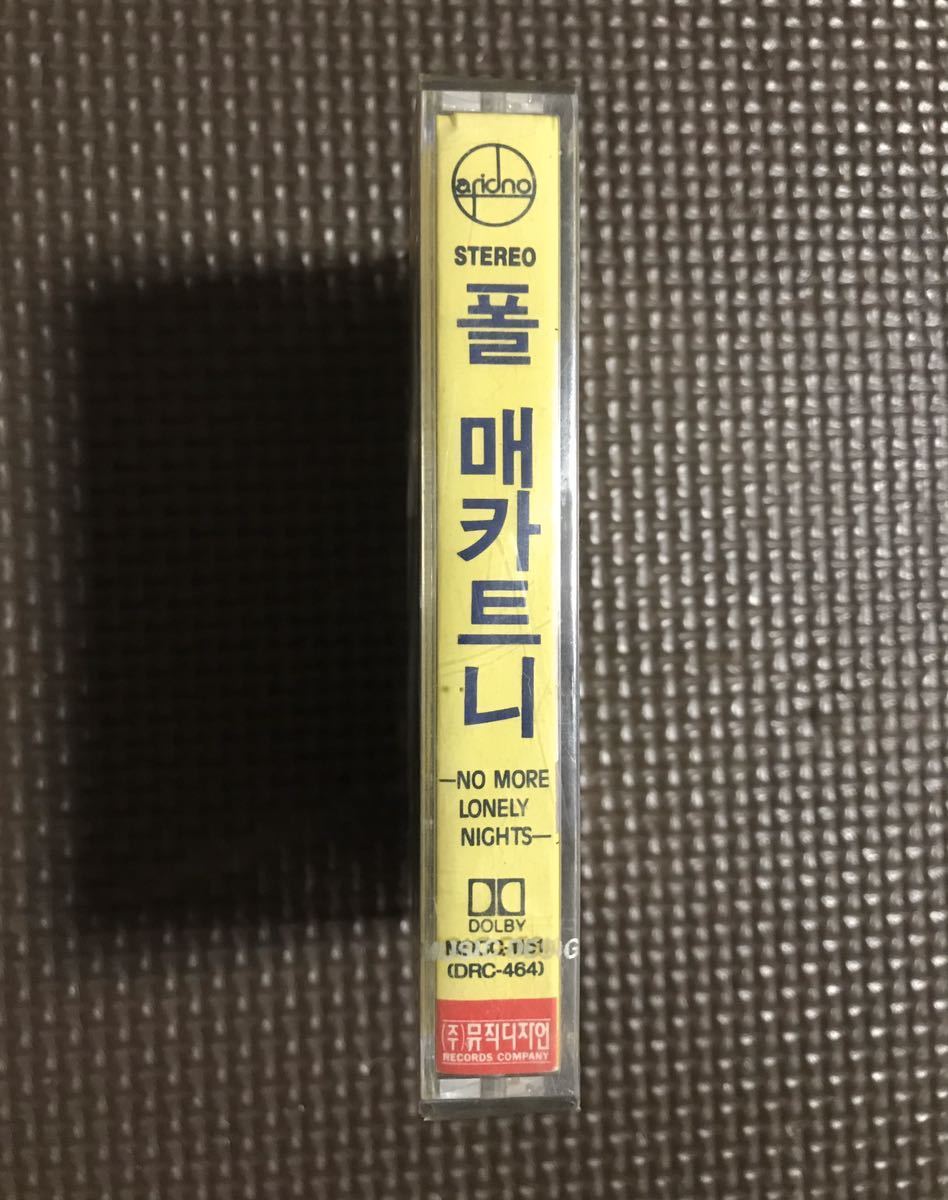 aridno
STEREO
폴 매카트니
—NO MORE
LONELY
NIGHTS—
DOLBY
(DRC-464)
(주)뮤직디자인
RECORDS COMPANY